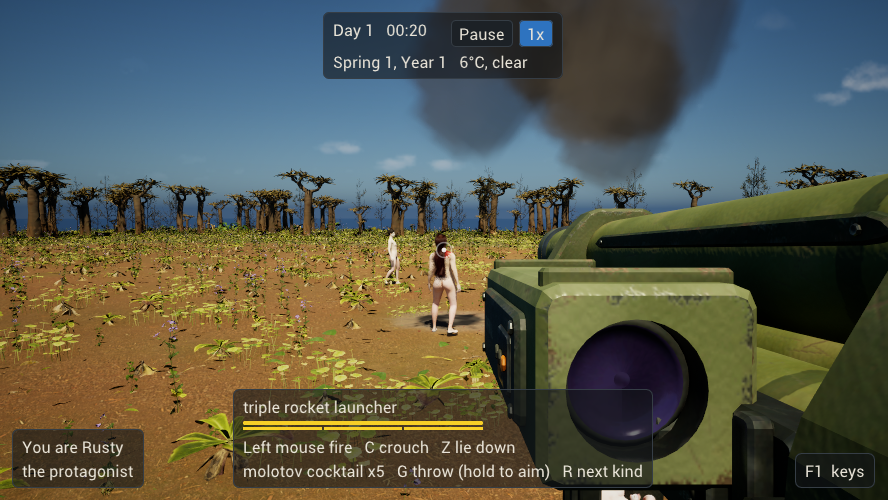 Day 1 00:20 Pause 1x
Spring 1, Year 1 6°C, clear
triple rocket launcher
Left mouse fire C crouch Z lie down
molotov cocktail x5 G throw (hold to aim) R next kind
You are Rusty
the protagonist
F1 keys